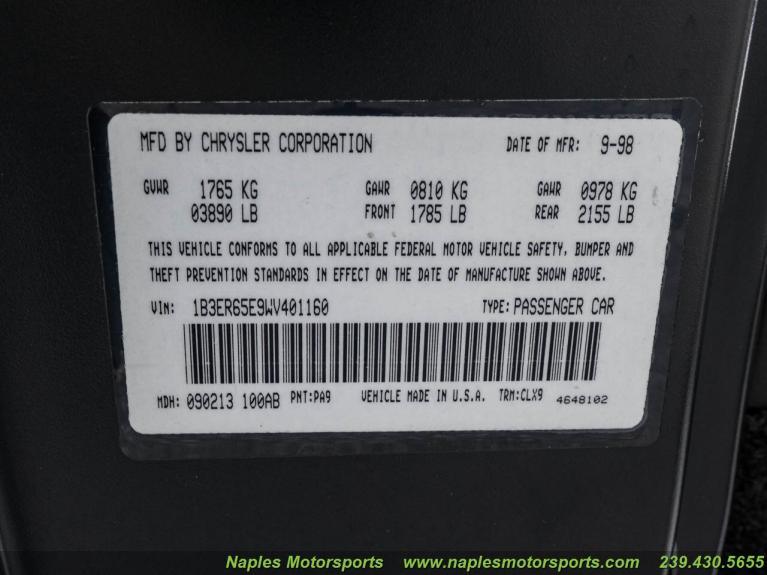 MFD BY CHRYSLER CORPORATION DATE OF MFR: 9-98
GVWR 1765 KG GAWR 0810 KG GAWR 0978 KG
03890 LB FRONT 1785 LB REAR 2155 LB
THIS VEHICLE CONFORMS TO ALL APPLICABLE FEDERAL MOTOR VEHICLE SAFETY, BUMPER AND
THEFT PREVENTION STANDARDS IN EFFECT ON THE DATE OF MANUFACTURE SHOWN ABOVE.
VIN: 1B3ER65E9WV401160 TYPE: PASSENGER CAR
MDH: 090213 100AB PNT:PA9 VEHICLE MADE IN U.S.A. TRM:CLX9 4648102
Naples Motorsports www.naplesmotorsports.com 239.430.5655